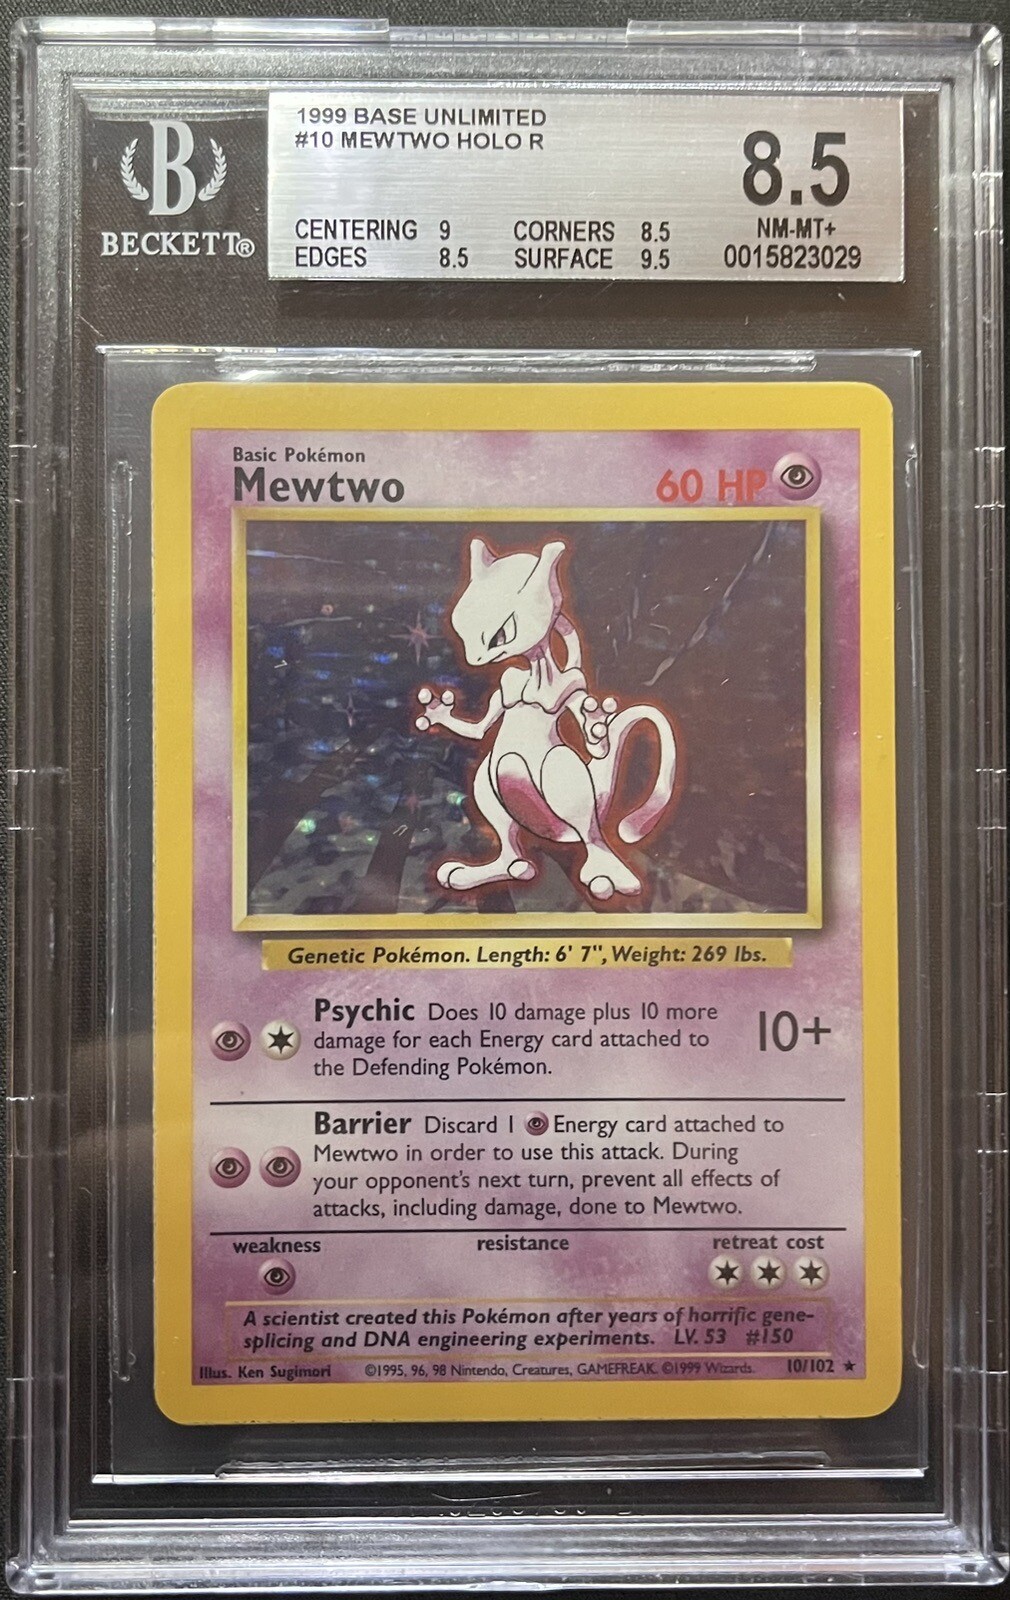 1999 BASE UNLIMITED
#10 MEWTWO HOLO R
8.5
CENTERING 9 CORNERS 8.5 NM-MT+
EDGES 8.5 SURFACE 9.5 0015823029
B
BECKETT®
Basic Pokémon
Mewtwo 60 HP
Genetic Pokémon. Length: 6' 7", Weight: 269 lbs.
Psychic Does 10 damage plus 10 more
damage for each Energy card attached to
the Defending Pokémon.
10+
Barrier Discard 1 Energy card attached to
Mewtwo in order to use this attack. During
your opponent's next turn, prevent all effects of
attacks, including damage, done to Mewtwo.
weakness resistance retreat cost
A scientist created this Pokémon after years of horrific gene-
splicing and DNA engineering experiments. LV. 53 #150
Illus. Ken Sugimori ©1995, 96, 98 Nintendo, Creatures, GAMEFREAK. ©1999 Wizards. 10/102 ★